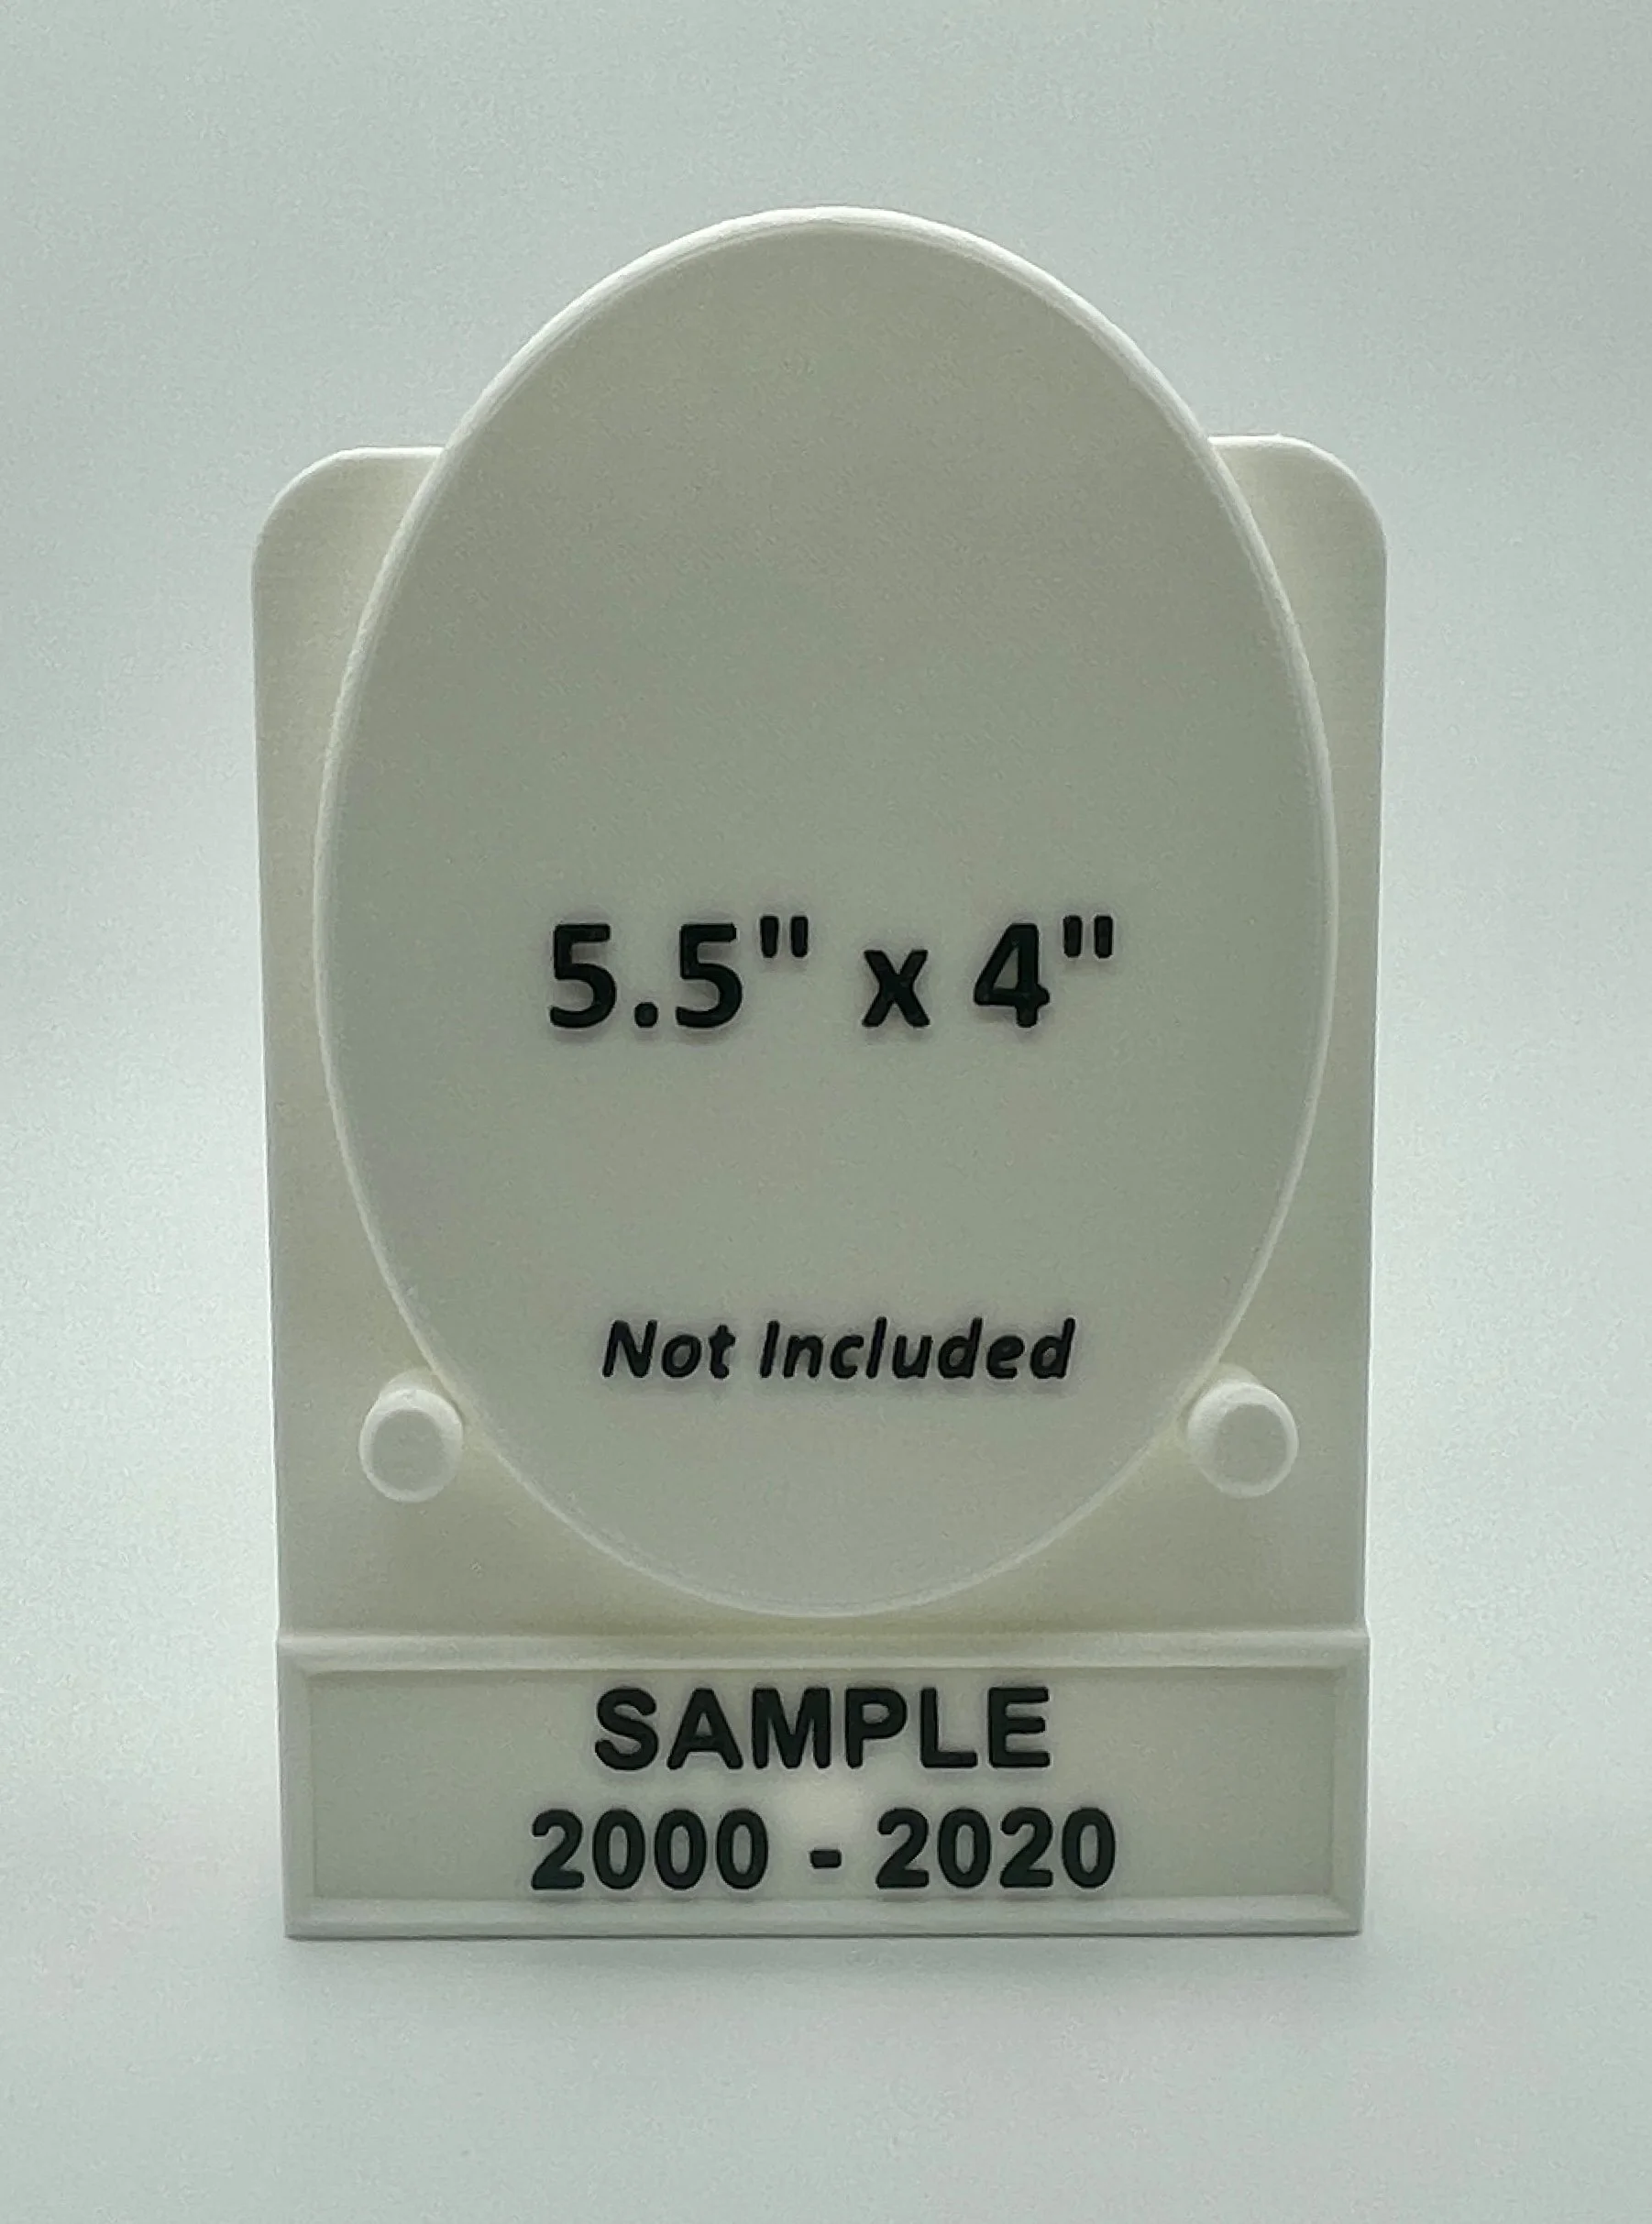 5.5" x 4"
Not Included
SAMPLE
2000 - 2020